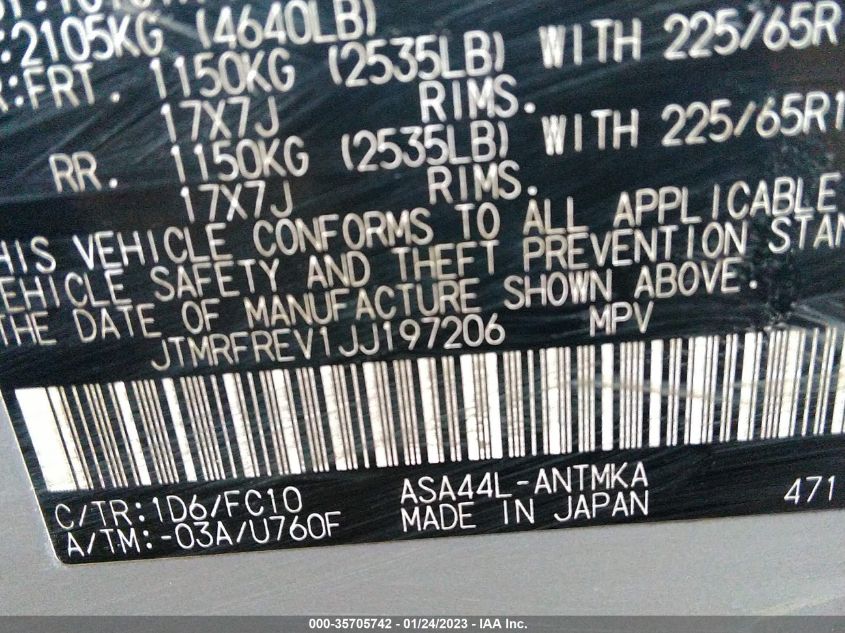 :2105KG (4640LB)
R:FRT. 1150KG (2535LB) WITH 225/65R
17X7J RIMS.
RR. 1150KG (2535LB) WITH 225/65R1
17X7J RIMS.
HIS VEHICLE CONFORMS TO ALL APPLICABLE
EHICLE SAFETY AND THEFT PREVENTION STAN
THE DATE OF MANUFACTURE SHOWN ABOVE.
JTMRFREV1JJ197206 MPV
C/TR:1D6/FC10 ASA44L-ANTMKA 471
A/TM:-03A/U760F MADE IN JAPAN
000-35705742 - 01/24/2023 - IAA Inc.